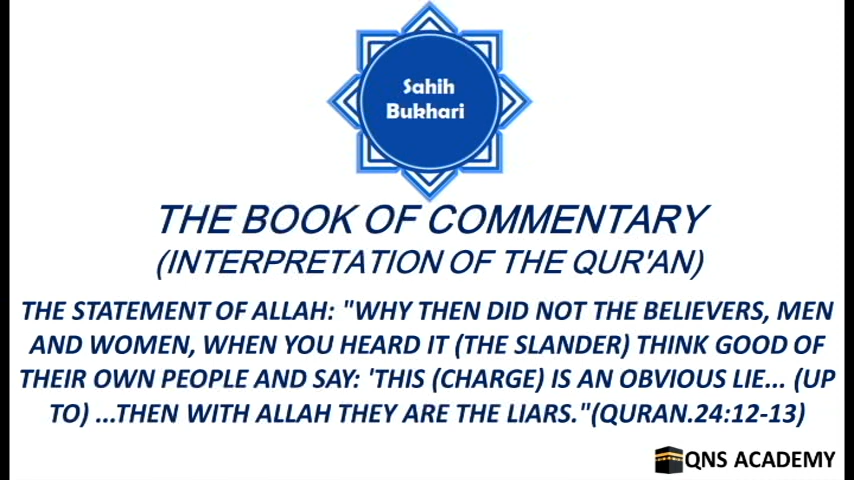 Sahih
Bukhari
THE BOOK OF COMMENTARY
(INTERPRETATION OF THE QUR'AN)
THE STATEMENT OF ALLAH: "WHY THEN DID NOT THE BELIEVERS, MEN
AND WOMEN, WHEN YOU HEARD IT (THE SLANDER) THINK GOOD OF
THEIR OWN PEOPLE AND SAY: 'THIS (CHARGE) IS AN OBVIOUS LIE... (UP
TO) ...THEN WITH ALLAH THEY ARE THE LIARS."(QURAN.24:12-13)
QNS ACADEMY